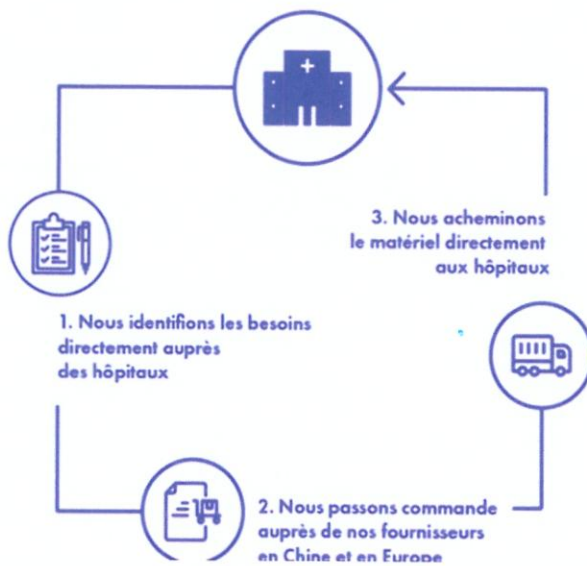 1. Nous identifions les besoins
directement auprès
des hôpitaux
2. Nous passons commande
auprès de nos fournisseurs
en Chine et en Europe
3. Nous acheminons
le matériel directement
aux hôpitaux